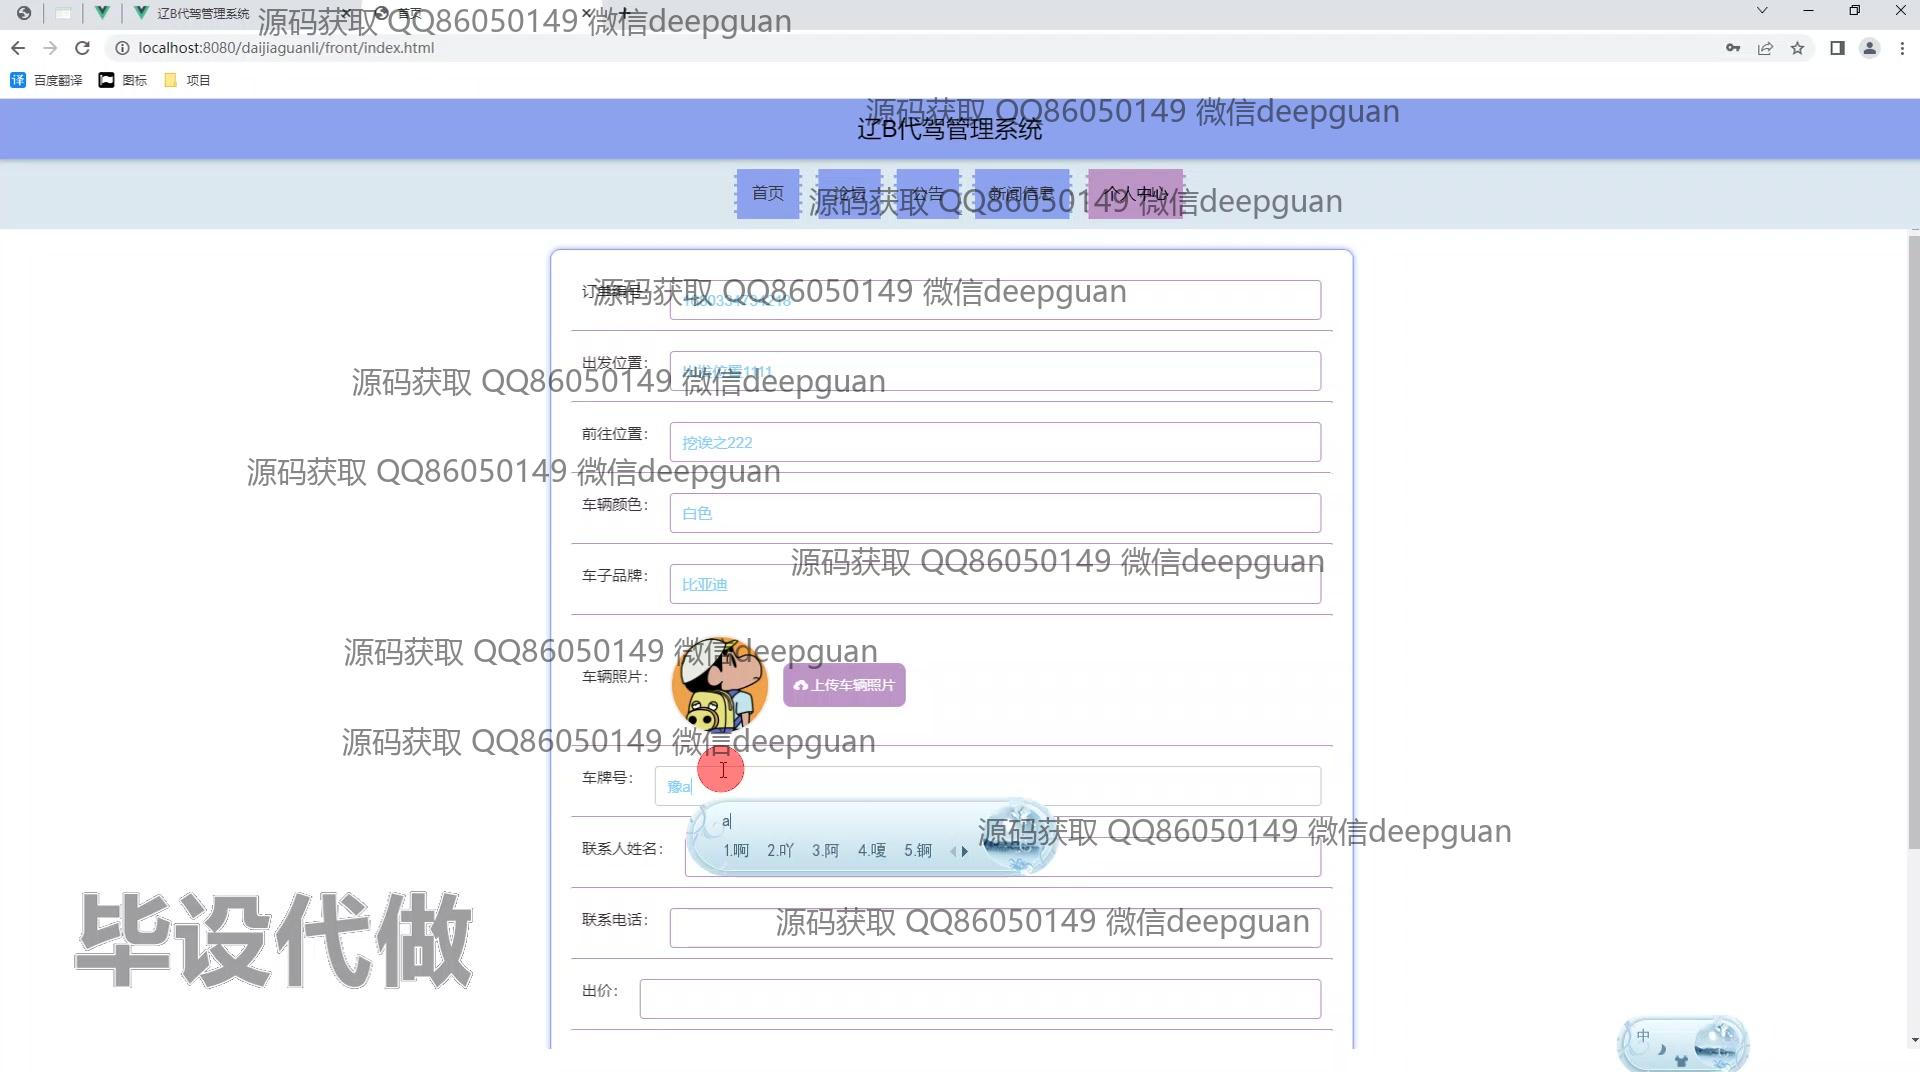 辽B代驾管理系统
首页
源码获取 QQ86050149 微信deepguan
localhost:8080/daijiaguanli/front/index.html
百度翻译 图标 项目
源码获取 QQ86050149 微信deepguan
辽B代驾管理系统
首页 论坛 公告 新闻信息 个人中心
源码获取 QQ86050149 微信deepguan
订单编号:
源码获取 QQ86050149 微信deepguan
出发位置: 出发位置1111
源码获取 QQ86050149 微信deepguan
前往位置: 挖诶之222
源码获取 QQ86050149 微信deepguan
车辆颜色: 白色
源码获取 QQ86050149 微信deepguan
车子品牌: 比亚迪
源码获取 QQ86050149 微信deepguan
车辆照片: 上传车辆照片
源码获取 QQ86050149 微信deepguan
车牌号: 豫a
a
1.啊 2.吖 3.阿 4.嗄 5.锕
源码获取 QQ86050149 微信deepguan
联系人姓名:
联系电话:
源码获取 QQ86050149 微信deepguan
出价:
毕设代做
中